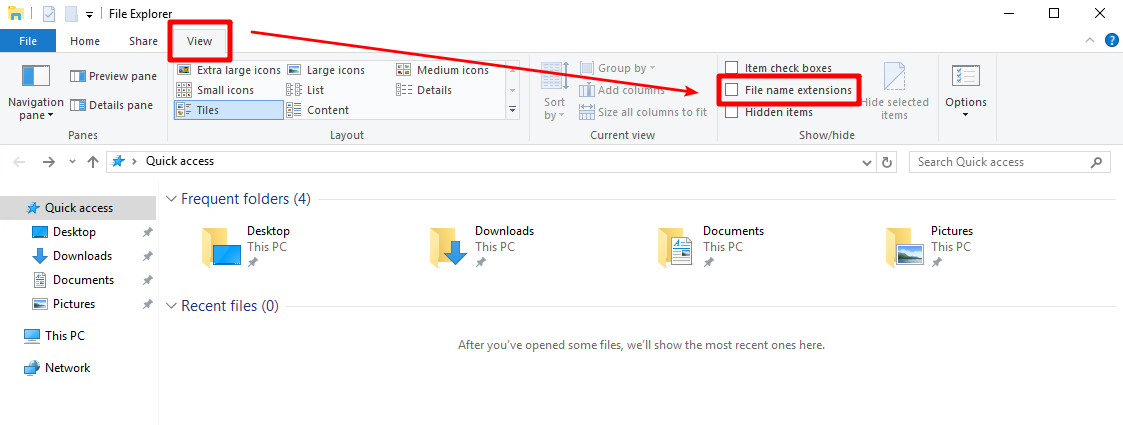 File Explorer
File Home Share View
Navigation pane
Preview pane
Details pane
Panes
Extra large icons Large icons Medium icons
Small icons List Details
Tiles Content
Layout
Sort by
Group by
Add columns
Size all columns to fit
Current view
Item check boxes
File name extensions
Hidden items
Hide selected items
Show/hide
Options
Quick access
Search Quick access
Quick access
Desktop
Downloads
Documents
Pictures
This PC
Network
Frequent folders (4)
Desktop
This PC
Downloads
This PC
Documents
This PC
Pictures
This PC
Recent files (0)
After you've opened some files, we'll show the most recent ones here.